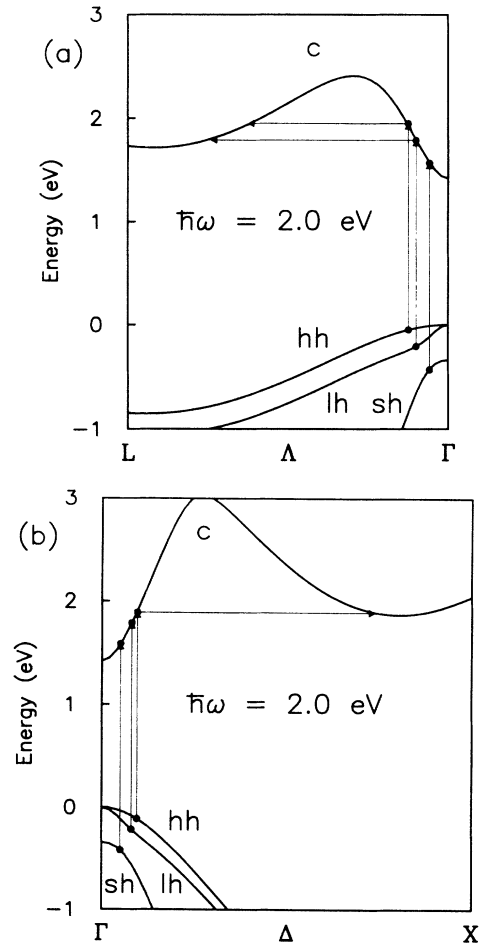 (a)
3
2
1
0
−1
Energy (eV)
c
ħω = 2.0 eV
hh
lh sh
L Λ Γ
(b)
3
2
1
0
−1
Energy (eV)
c
ħω = 2.0 eV
hh
sh lh
Γ Δ X